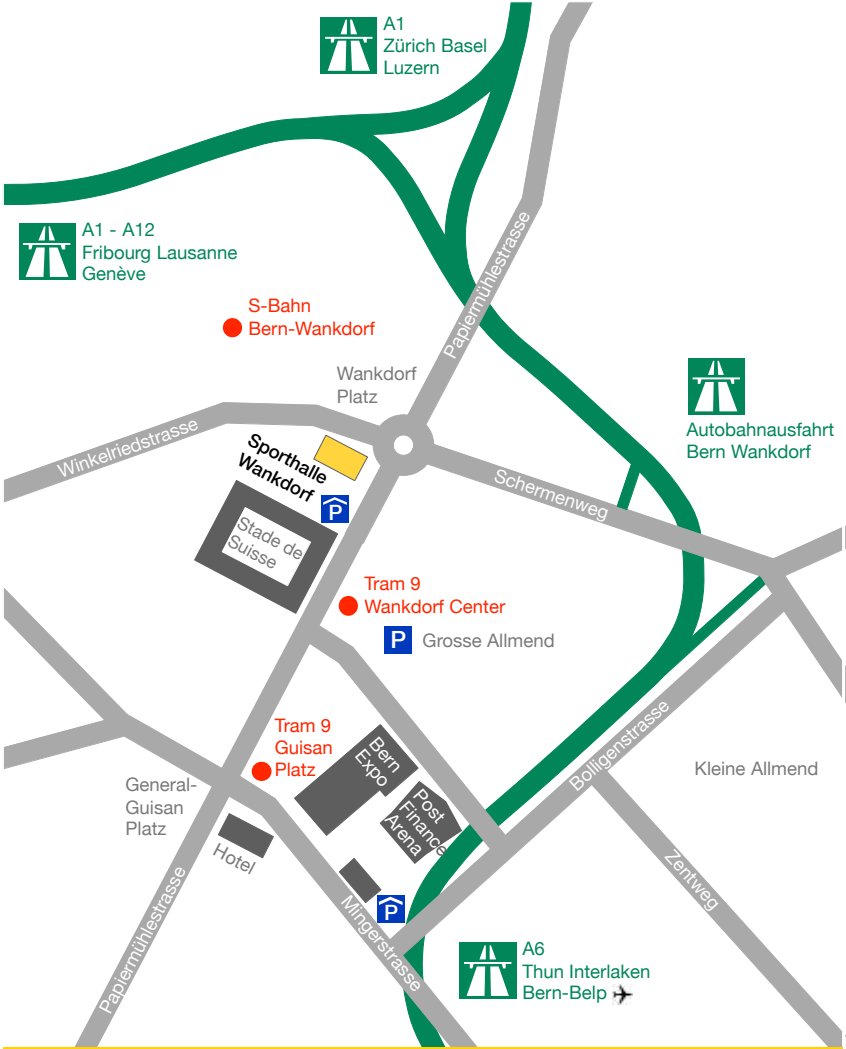 A1
Zürich Basel
Luzern
A1 - A12
Fribourg Lausanne
Genève
Papiermühlestrasse
S-Bahn
Bern-Wankdorf
Wankdorf
Platz
Autobahnausfahrt
Bern Wankdorf
Winkelriedstrasse
Sporthalle
Wankdorf
Schermenweg
P
Stade de
Suisse
Tram 9
Wankdorf Center
P
Grosse Allmend
Tram 9
Guisan
Platz
Bern
Expo
Bolligenstrasse
Kleine Allmend
General-
Guisan
Platz
Post
Finance
Arena
Hotel
Zentweg
P
Mingerstrasse
Papiermühlestrasse
A6
Thun Interlaken
Bern-Belp